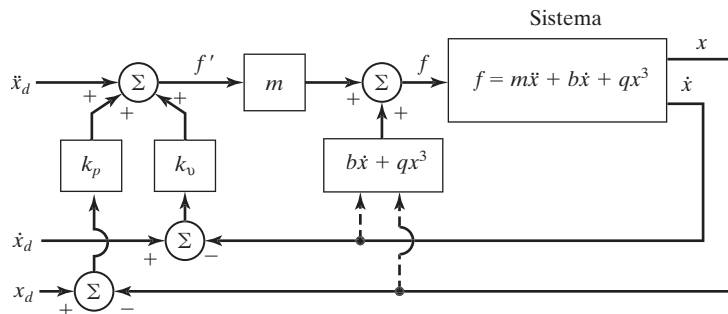 Sistema
ẍ_d
+
+
+
Σ
f′
m
+
+
Σ
f
f = mẍ + bẋ + qx³
x
ẋ
k_p
k_υ
bẋ + qx³
ẋ_d
+
Σ
−
x_d
+
Σ
−